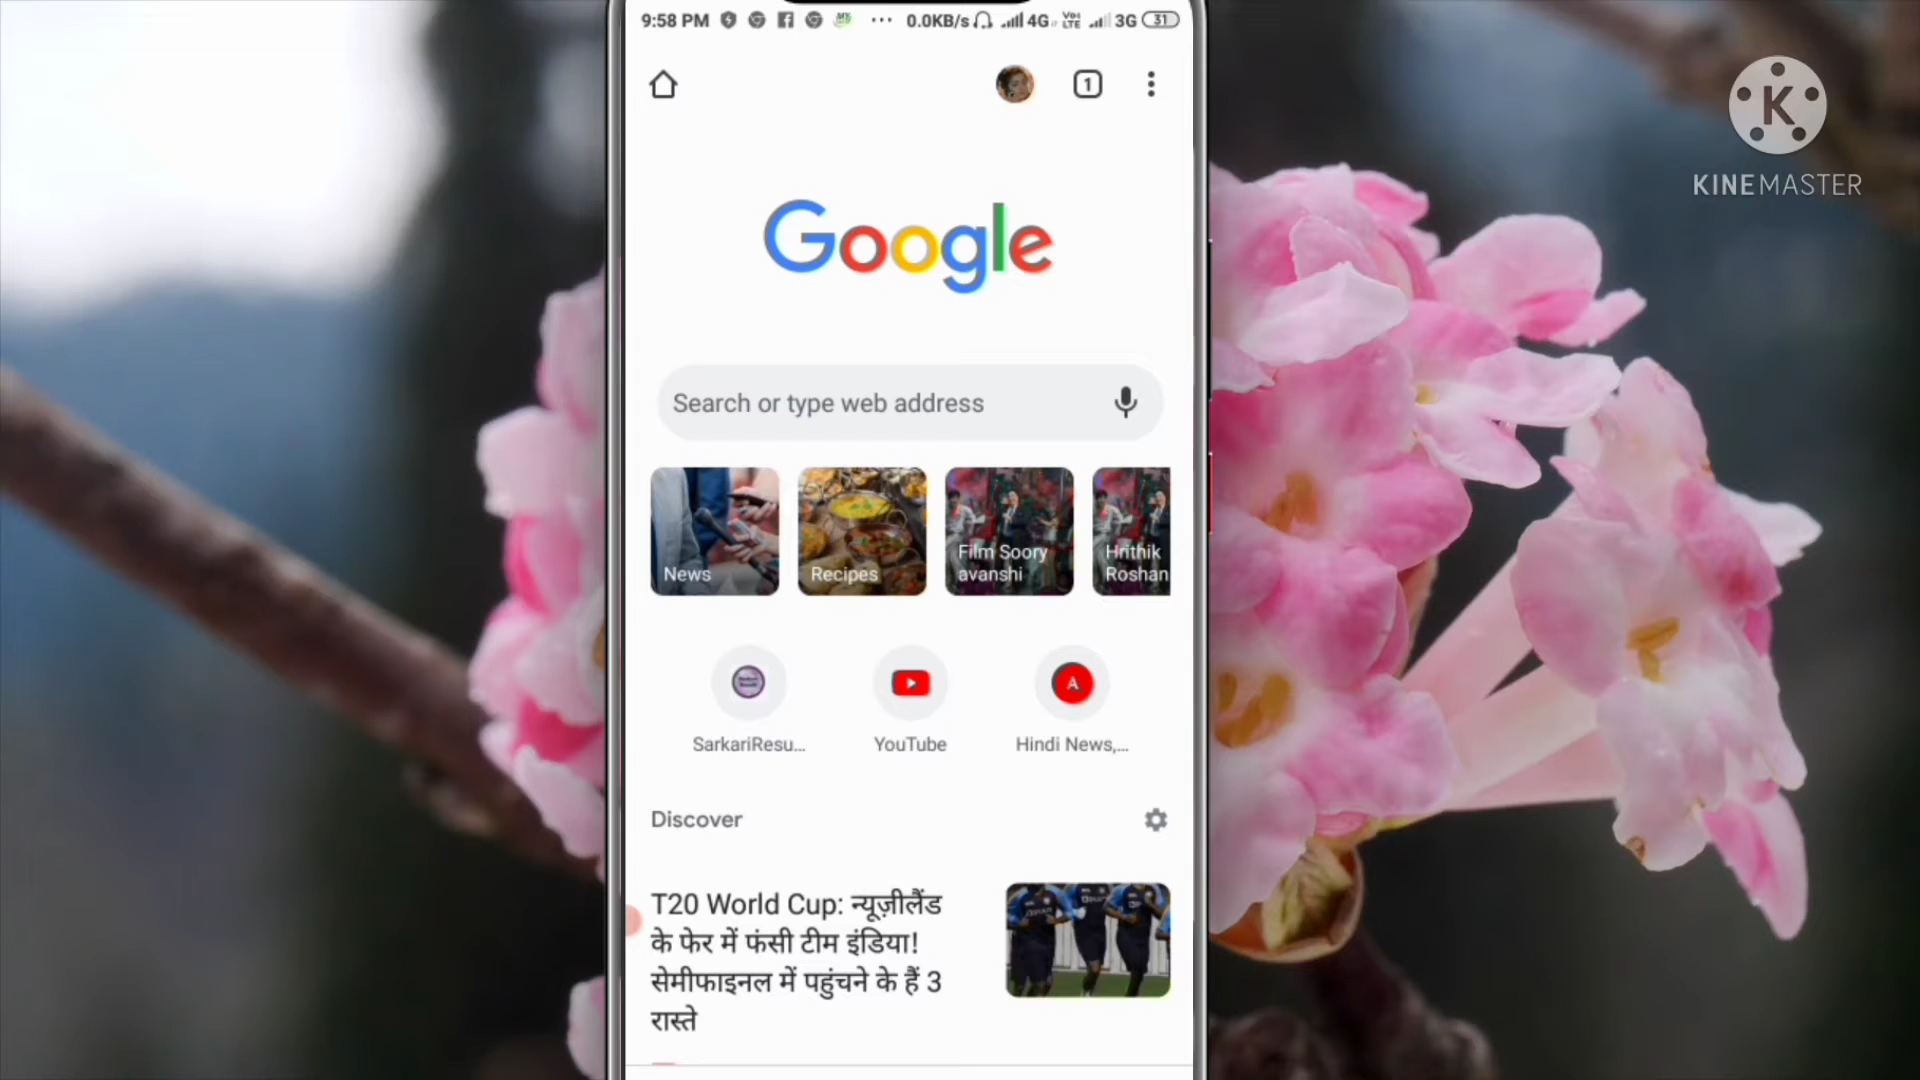 9:58 PM ... 0.0KB/s 4G VoLTE 3G 31
1
K
KINEMASTER
Google
Search or type web address
News
Recipes
Film Soory
avanshi
Hrithik
Roshan
SarkariResu...
YouTube
A
Hindi News,...
Discover
T20 World Cup: न्यूज़ीलैंड
के फेर में फंसी टीम इंडिया!
सेमीफाइनल में पहुंचने के हैं 3
रास्ते